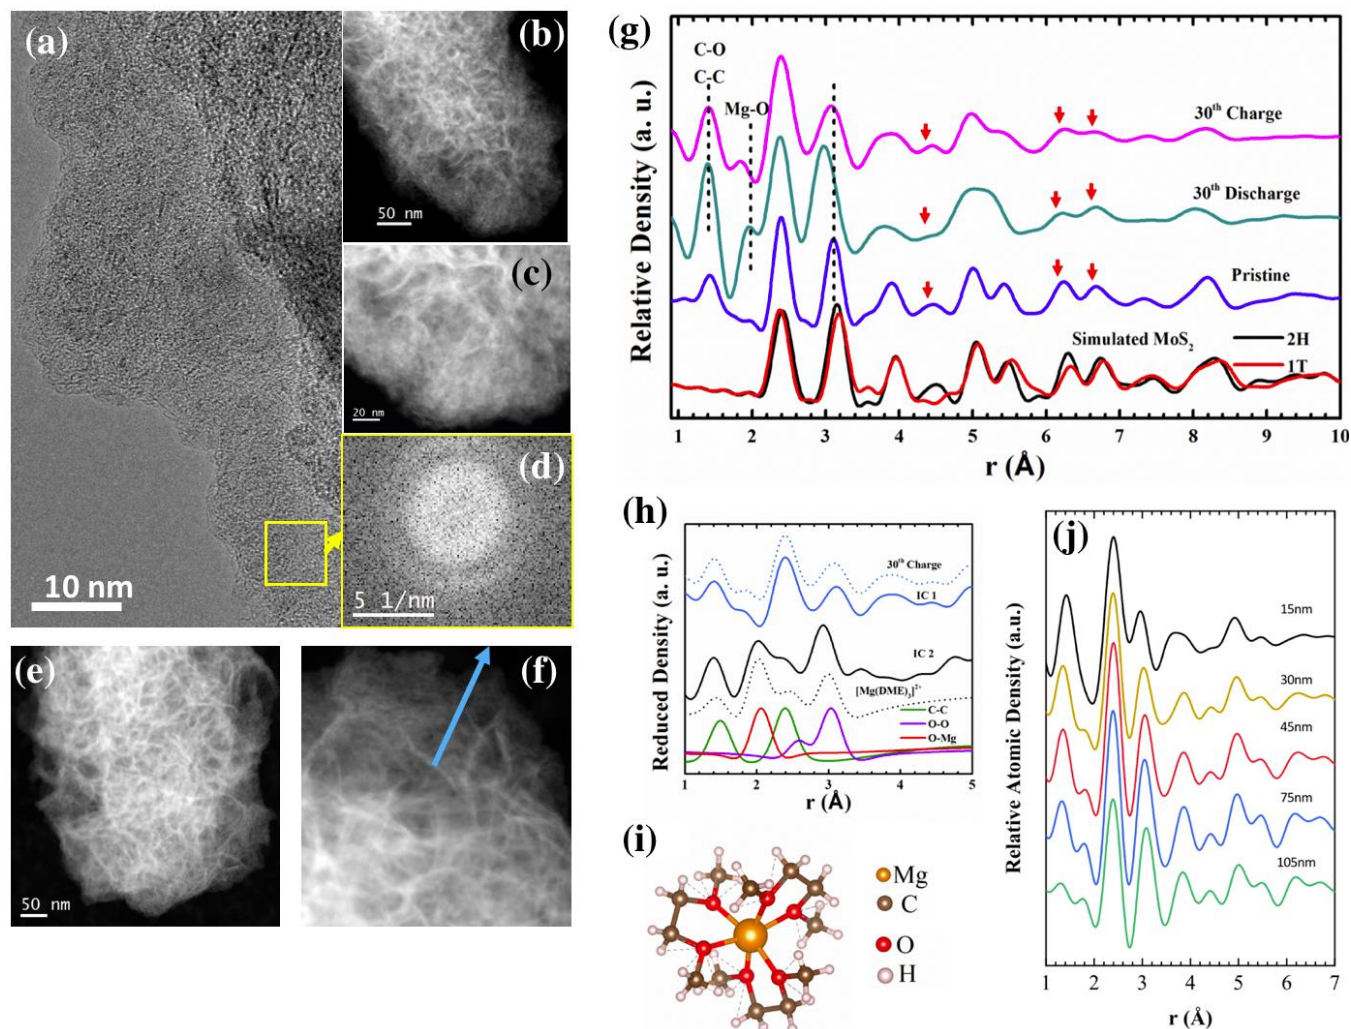 (a)
10 nm
(b)
50 nm
(c)
20 nm
(d)
5 1/nm
(e)
50 nm
(f)
(g)
C-O
C-C
Mg-O
30th Charge
30th Discharge
Pristine
Simulated MoS2
2H
1T
Relative Density (a. u.)
1 2 3 4 5 6 7 8 9 10
r (Å)
(h)
30th Charge
IC 1
IC 2
[Mg(DME)3]2+
C-C
O-O
O-Mg
Reduced Density (a. u.)
1 2 3 4 5
r (Å)
(i)
Mg
C
O
H
(j)
15nm
30nm
45nm
75nm
105nm
Relative Atomic Density (a.u.)
1 2 3 4 5 6 7
r (Å)